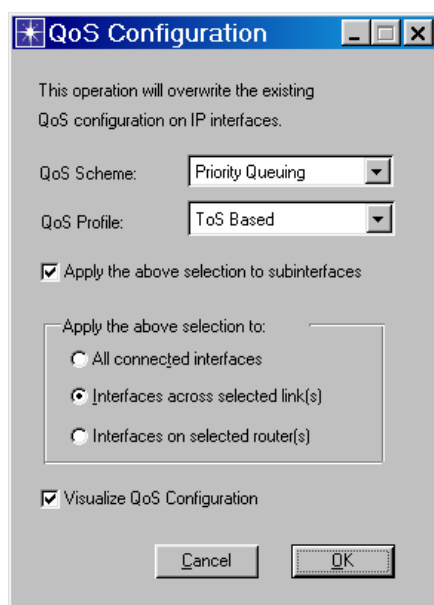 QoS Configuration
This operation will overwrite the existing
QoS configuration on IP interfaces.
QoS Scheme: Priority Queuing
QoS Profile: ToS Based
Apply the above selection to subinterfaces
Apply the above selection to:
All connected interfaces
Interfaces across selected link(s)
Interfaces on selected router(s)
Visualize QoS Configuration
Cancel OK